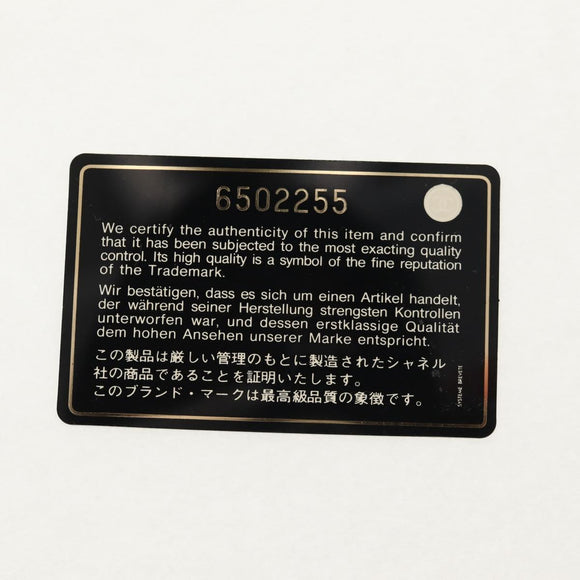 6502255
We certify the authenticity of this item and confirm
that it has been subjected to the most exacting quality
control. Its high quality is a symbol of the fine reputation
of the Trademark.
Wir bestätigen, dass es sich um einen Artikel handelt,
der während seiner Herstellung strengsten Kontrollen
unterworfen war, und dessen erstklassige Qualität
dem hohen Ansehen unserer Marke entspricht.
この製品は厳しい管理のもとに製造されたシャネル
社の商品であることを証明いたします。
このブランド・マークは最高級品質の象徴です。
SYSTEME BREVETE